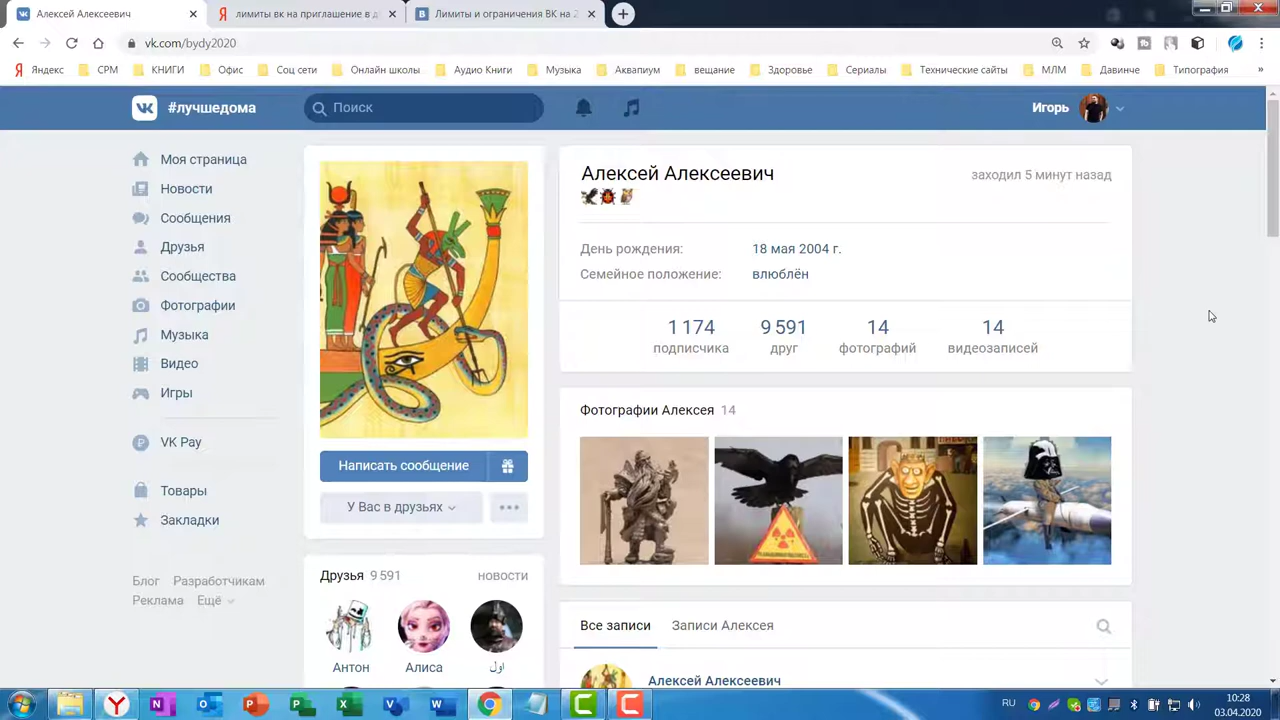 Алексей Алексеевич
лимиты вк на приглашения в д
Лимиты и ограничения ВК на 2
vk.com/bydy2020
Яндекс
СРМ
КНИГИ
Офис
Соц сети
Онлайн школы
Аудио Книги
Музыка
Аквапиум
вещание
Здоровье
Сериалы
Технические сайты
МЛМ
Давинче
Типография
»
#лучшедома
Поиск
Игорь
Моя страница
Новости
Сообщения
Друзья
Сообщества
Фотографии
Музыка
Видео
Игры
VK Pay
Товары
Закладки
Блог Разработчикам
Реклама Ещё
Написать сообщение
У Вас в друзьях
Друзья 9 591 новости
Антон Алиса اول
Алексей Алексеевич
заходил 5 минут назад
День рождения: 18 мая 2004 г.
Семейное положение: влюблён
1 174 9 591 14 14
подписчика друг фотографий видеозаписей
Фотографии Алексея 14
Все записи Записи Алексея
Алексей Алексеевич
RU
10:28
03.04.2020